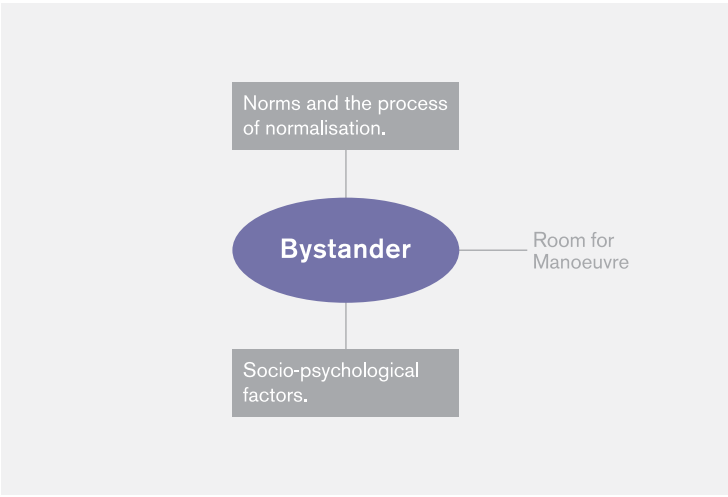 Norms and the process
of normalisation.
Bystander
Room for
Manoeuvre
Socio-psychological
factors.